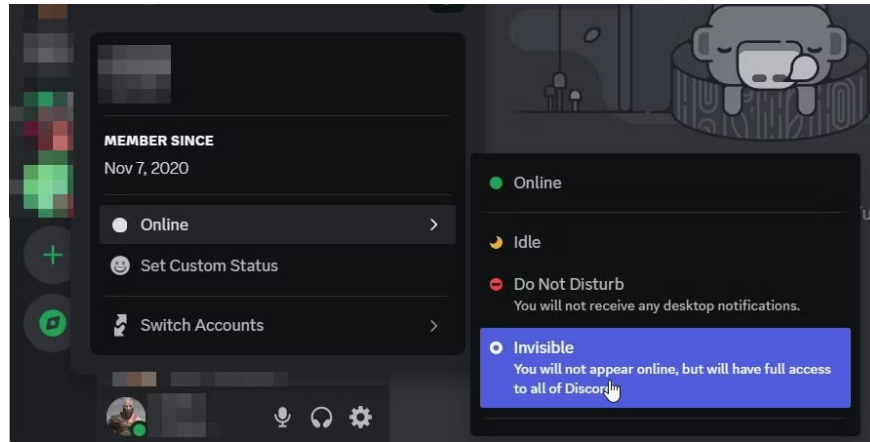 MEMBER SINCE
Nov 7, 2020
Online
Set Custom Status
Switch Accounts
Online
Idle
Do Not Disturb
You will not receive any desktop notifications.
Invisible
You will not appear online, but will have full access
to all of